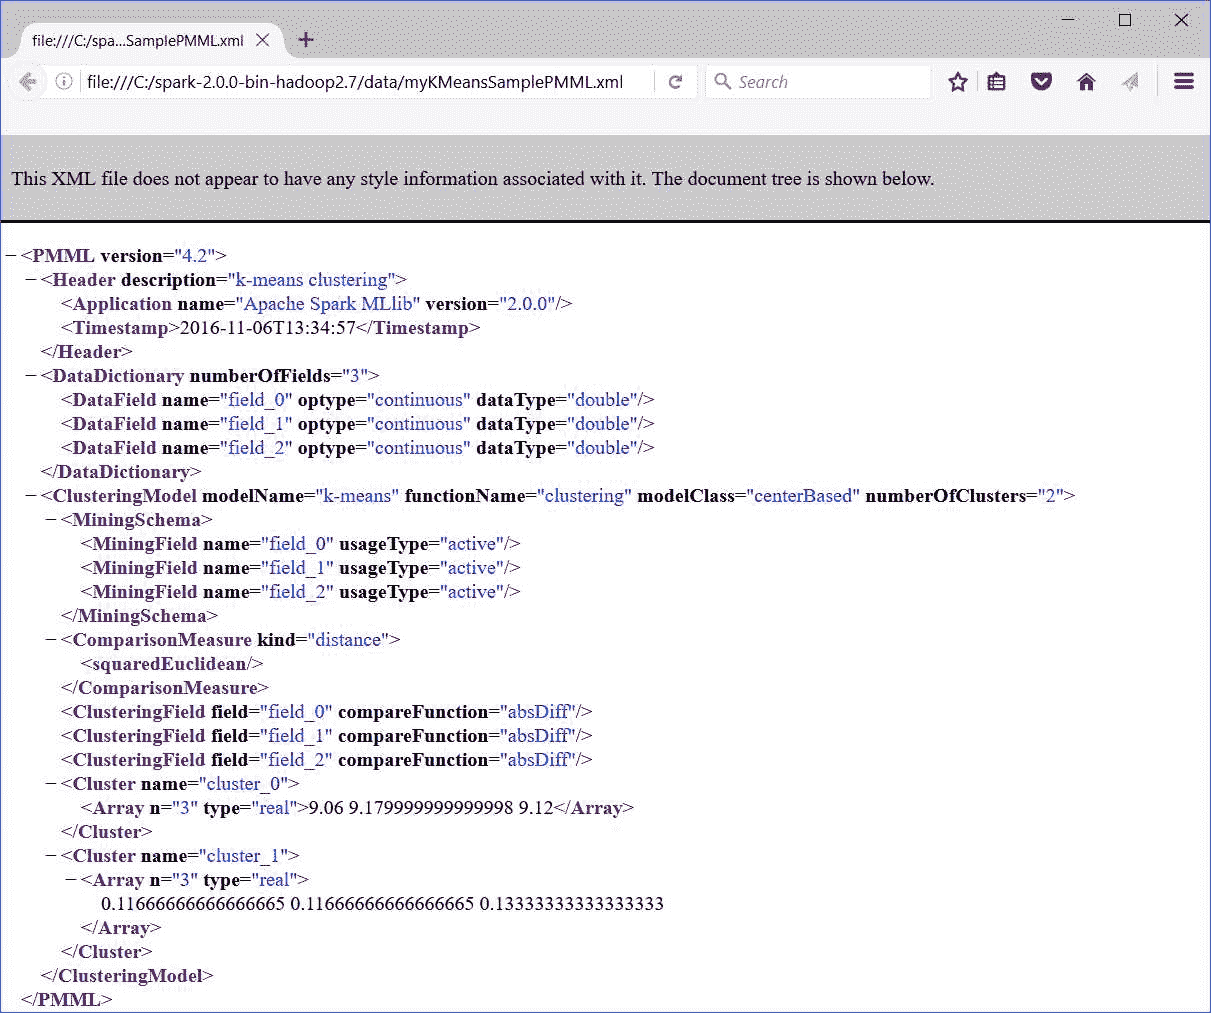 file:///C:/spa...SamplePMML.xml
file:///C:/spark-2.0.0-bin-hadoop2.7/data/myKMeansSamplePMML.xml Search
This XML file does not appear to have any style information associated with it. The document tree is shown below.
−<PMML version="4.2">
−<Header description="k-means clustering">
<Application name="Apache Spark MLlib" version="2.0.0"/>
<Timestamp>2016-11-06T13:34:57</Timestamp>
</Header>
−<DataDictionary numberOfFields="3">
<DataField name="field_0" optype="continuous" dataType="double"/>
<DataField name="field_1" optype="continuous" dataType="double"/>
<DataField name="field_2" optype="continuous" dataType="double"/>
</DataDictionary>
−<ClusteringModel modelName="k-means" functionName="clustering" modelClass="centerBased" numberOfClusters="2">
−<MiningSchema>
<MiningField name="field_0" usageType="active"/>
<MiningField name="field_1" usageType="active"/>
<MiningField name="field_2" usageType="active"/>
</MiningSchema>
−<ComparisonMeasure kind="distance">
<squaredEuclidean/>
</ComparisonMeasure>
<ClusteringField field="field_0" compareFunction="absDiff"/>
<ClusteringField field="field_1" compareFunction="absDiff"/>
<ClusteringField field="field_2" compareFunction="absDiff"/>
−<Cluster name="cluster_0">
<Array n="3" type="real">9.06 9.179999999999998 9.12</Array>
</Cluster>
−<Cluster name="cluster_1">
−<Array n="3" type="real">
0.11666666666666665 0.11666666666666665 0.13333333333333333
</Array>
</Cluster>
</ClusteringModel>
</PMML>